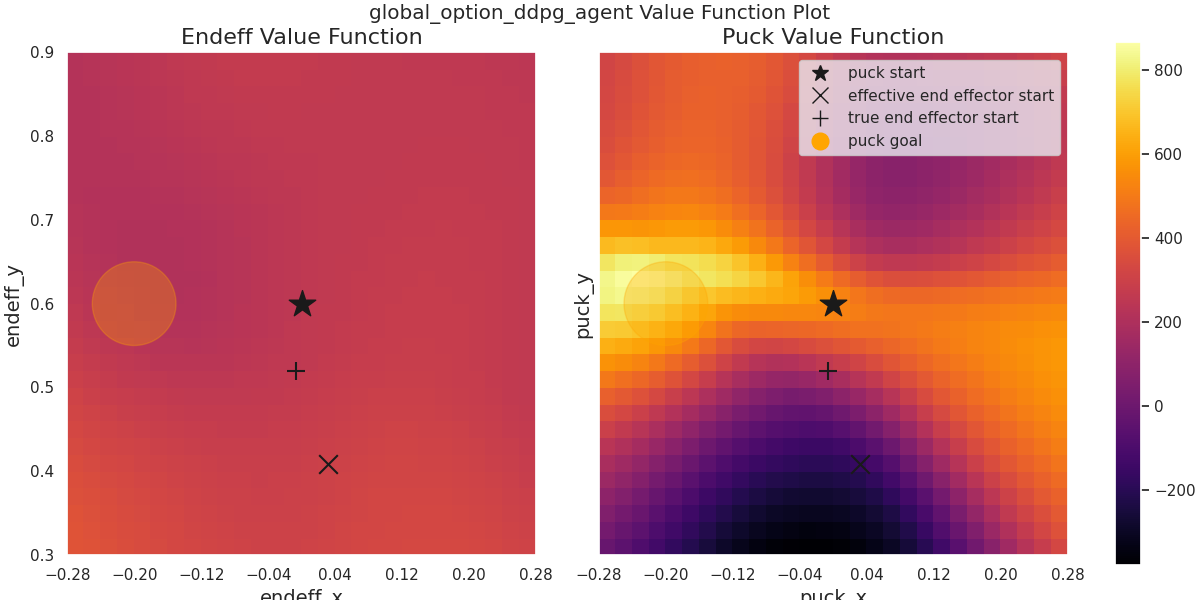 global_option_ddpg_agent Value Function Plot
Endeff Value Function
Puck Value Function
endeff_y
0.9
0.8
0.7
0.6
0.5
0.4
0.3
−0.28 −0.20 −0.12 −0.04 0.04 0.12 0.20 0.28
endeff_x
puck_y
puck start
effective end effector start
true end effector start
puck goal
−0.28 −0.20 −0.12 −0.04 0.04 0.12 0.20 0.28
puck_x
800
600
400
200
0
−200